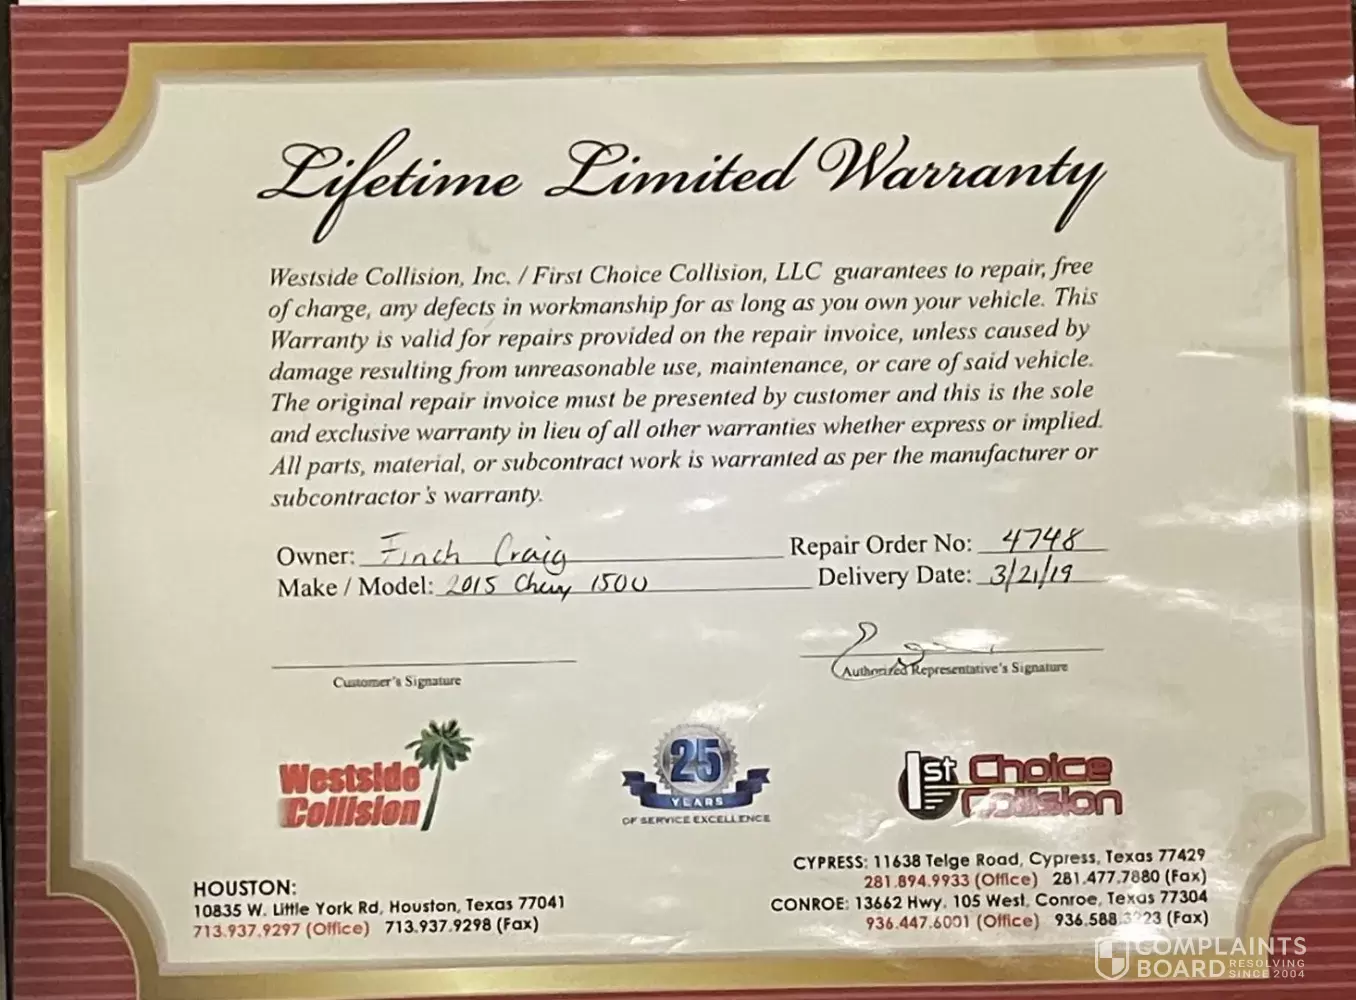 Lifetime Limited Warranty
Westside Collision, Inc. / First Choice Collision, LLC guarantees to repair, free
of charge, any defects in workmanship for as long as you own your vehicle. This
Warranty is valid for repairs provided on the repair invoice, unless caused by
damage resulting from unreasonable use, maintenance, or care of said vehicle.
The original repair invoice must be presented by customer and this is the sole
and exclusive warranty in lieu of all other warranties whether express or implied.
All parts, material, or subcontract work is warranted as per the manufacturer or
subcontractor's warranty.
Owner: Finch Craig Repair Order No: 4748
Make / Model: 2015 Chevy 1500 Delivery Date: 3/21/19
Customer's Signature
Authorized Representative's Signature
Westside
Collision
25
YEARS
OF SERVICE EXCELLENCE
1st Choice
Collision
HOUSTON:
10835 W. Little York Rd, Houston, Texas 77041
713.937.9297 (Office) 713.937.9298 (Fax)
CYPRESS: 11638 Telge Road, Cypress, Texas 77429
281.894.9933 (Office) 281.477.7880 (Fax)
CONROE: 13662 Hwy. 105 West, Conroe, Texas 77304
936.447.6001 (Office) 936.588.3223 (Fax)
COMPLAINTS
BOARD RESOLVING
SINCE 2004